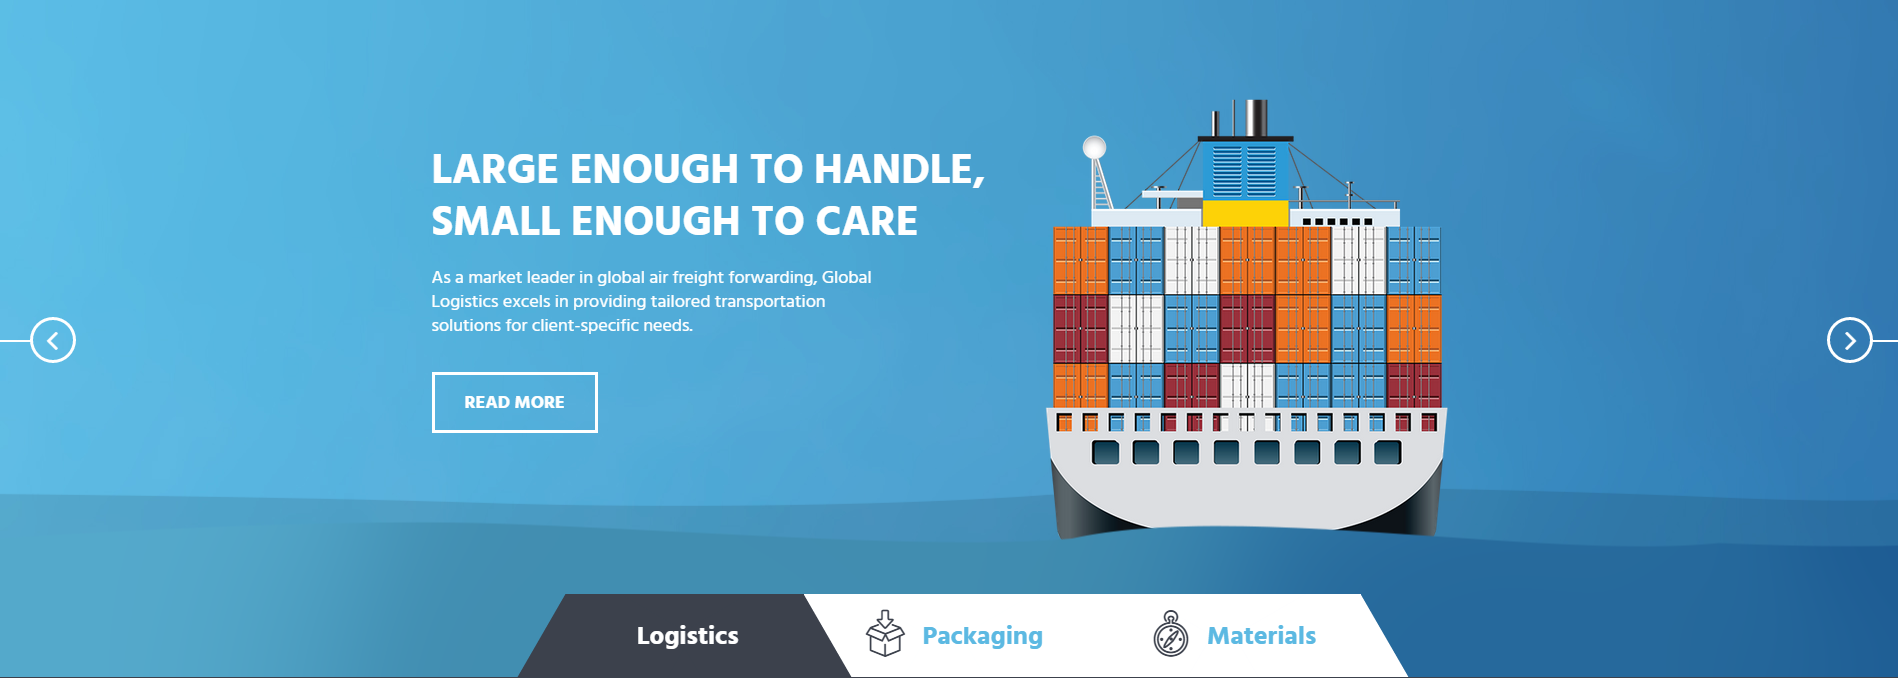 LARGE ENOUGH TO HANDLE,
SMALL ENOUGH TO CARE
As a market leader in global air freight forwarding, Global
Logistics excels in providing tailored transportation
solutions for client-specific needs.
READ MORE
Logistics
Packaging
Materials